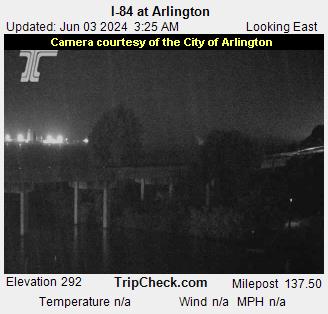 I-84 at Arlington
Updated: Jun 03 2024 3:25 AM Looking East
Camera courtesy of the City of Arlington
Elevation 292 TripCheck.com Milepost 137.50
Temperature n/a Wind n/a MPH n/a